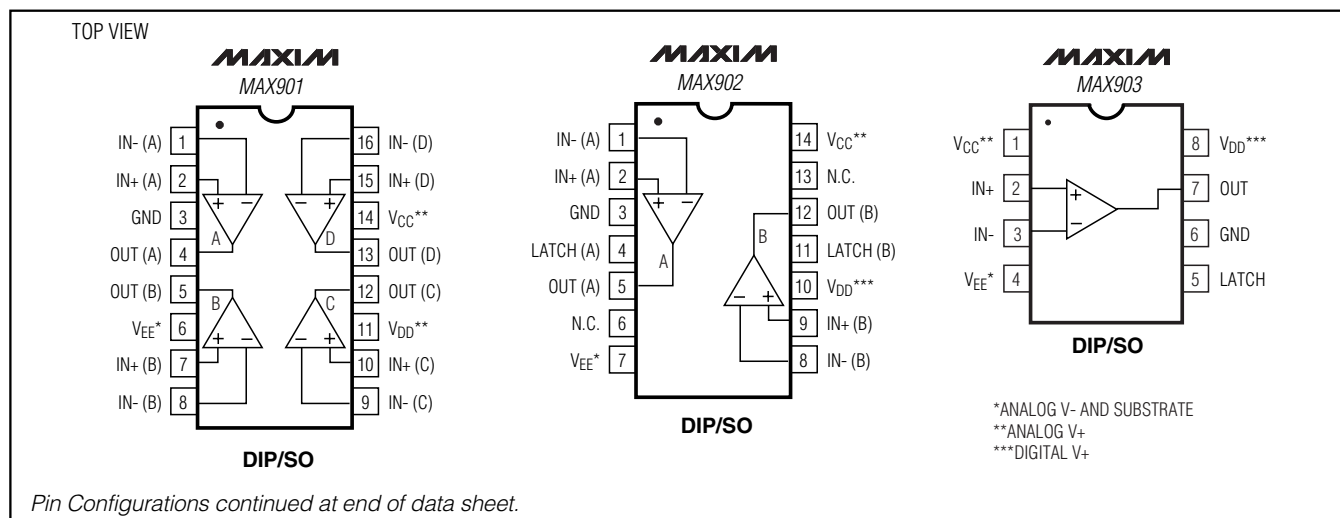 TOP VIEW
MAXIM
MAX901
IN- (A) 1
IN+ (A) 2
GND 3
OUT (A) 4
OUT (B) 5
VEE* 6
IN+ (B) 7
IN- (B) 8
16 IN- (D)
15 IN+ (D)
14 VCC**
13 OUT (D)
12 OUT (C)
11 VDD**
10 IN+ (C)
9 IN- (C)
+ − A
− + D
B + −
C − +
DIP/SO
MAXIM
MAX902
IN- (A) 1
IN+ (A) 2
GND 3
LATCH (A) 4
OUT (A) 5
N.C. 6
VEE* 7
14 VCC**
13 N.C.
12 OUT (B)
11 LATCH (B)
10 VDD***
9 IN+ (B)
8 IN- (B)
+ − A
B − +
DIP/SO
MAXIM
MAX903
VCC** 1
IN+ 2
IN- 3
VEE* 4
8 VDD***
7 OUT
6 GND
5 LATCH
+
−
DIP/SO
*ANALOG V- AND SUBSTRATE
**ANALOG V+
***DIGITAL V+
Pin Configurations continued at end of data sheet.